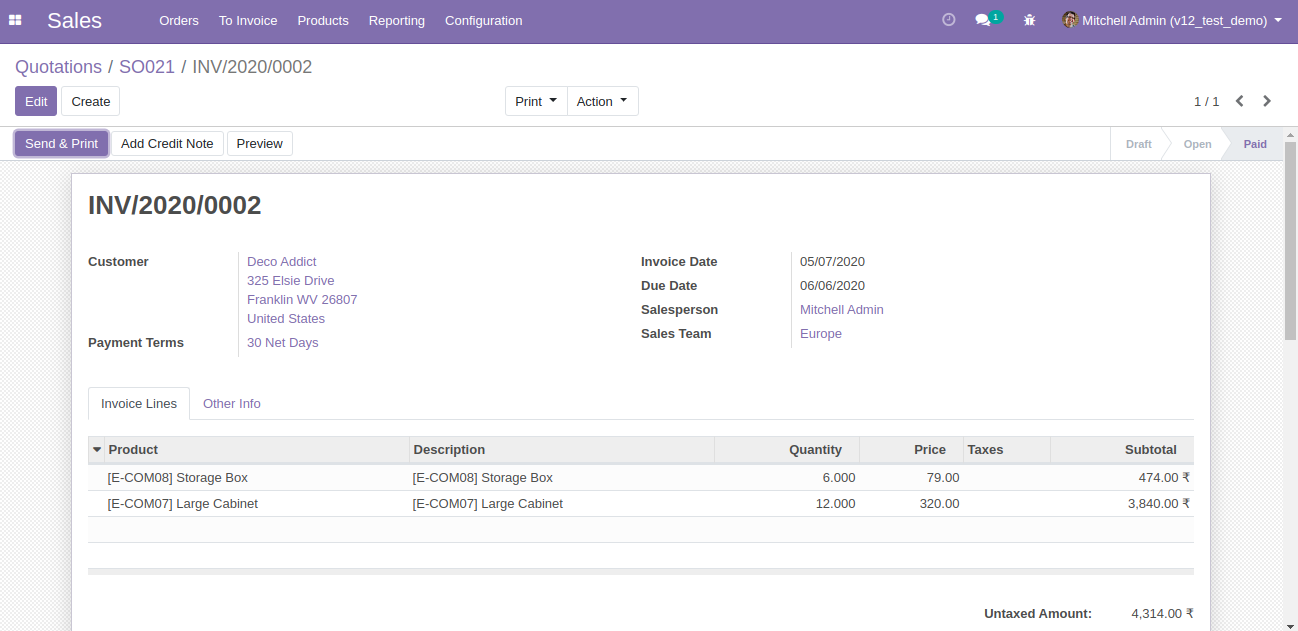 Sales Orders To Invoice Products Reporting Configuration 1 Mitchell Admin (v12_test_demo)
Quotations / SO021 / INV/2020/0002
Edit Create Print Action 1 / 1
Send & Print Add Credit Note Preview Draft Open Paid
INV/2020/0002
Customer Deco Addict Invoice Date 05/07/2020
325 Elsie Drive Due Date 06/06/2020
Franklin WV 26807 Salesperson Mitchell Admin
United States Sales Team Europe
Payment Terms 30 Net Days
Invoice Lines Other Info
Product Description Quantity Price Taxes Subtotal
[E-COM08] Storage Box [E-COM08] Storage Box 6.000 79.00 474.00 ₹
[E-COM07] Large Cabinet [E-COM07] Large Cabinet 12.000 320.00 3,840.00 ₹
Untaxed Amount: 4,314.00 ₹